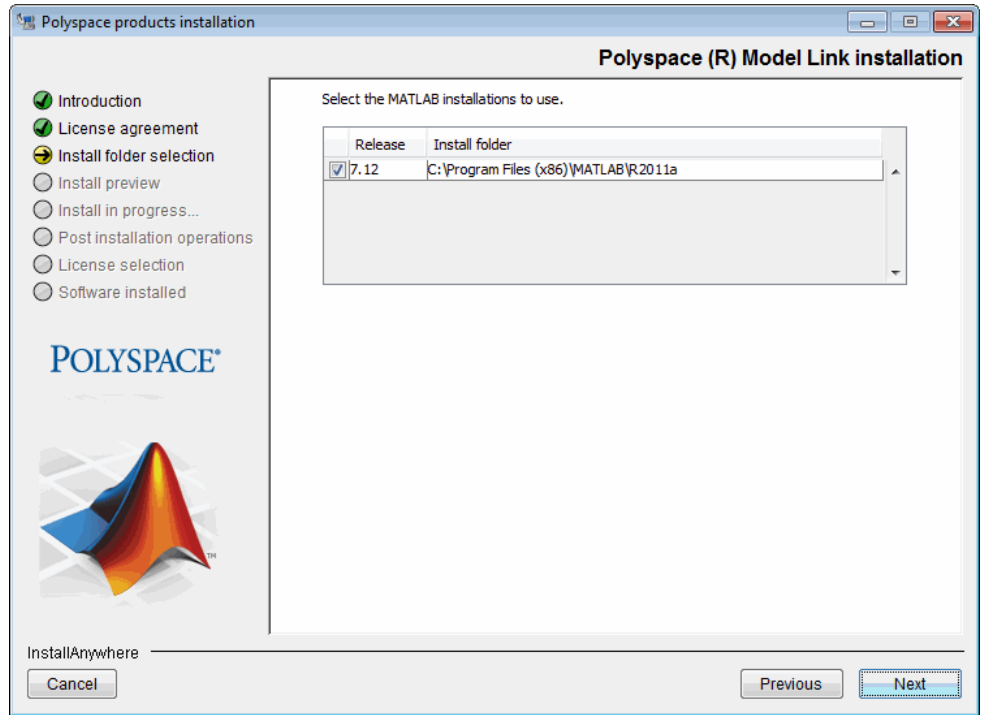 Polyspace products installation
Polyspace (R) Model Link installation
Introduction
License agreement
Install folder selection
Install preview
Install in progress...
Post installation operations
License selection
Software installed
POLYSPACE®
TM
Select the MATLAB installations to use.
Release Install folder
7.12 C:\Program Files (x86)\MATLAB\R2011a
InstallAnywhere
Cancel Previous Next